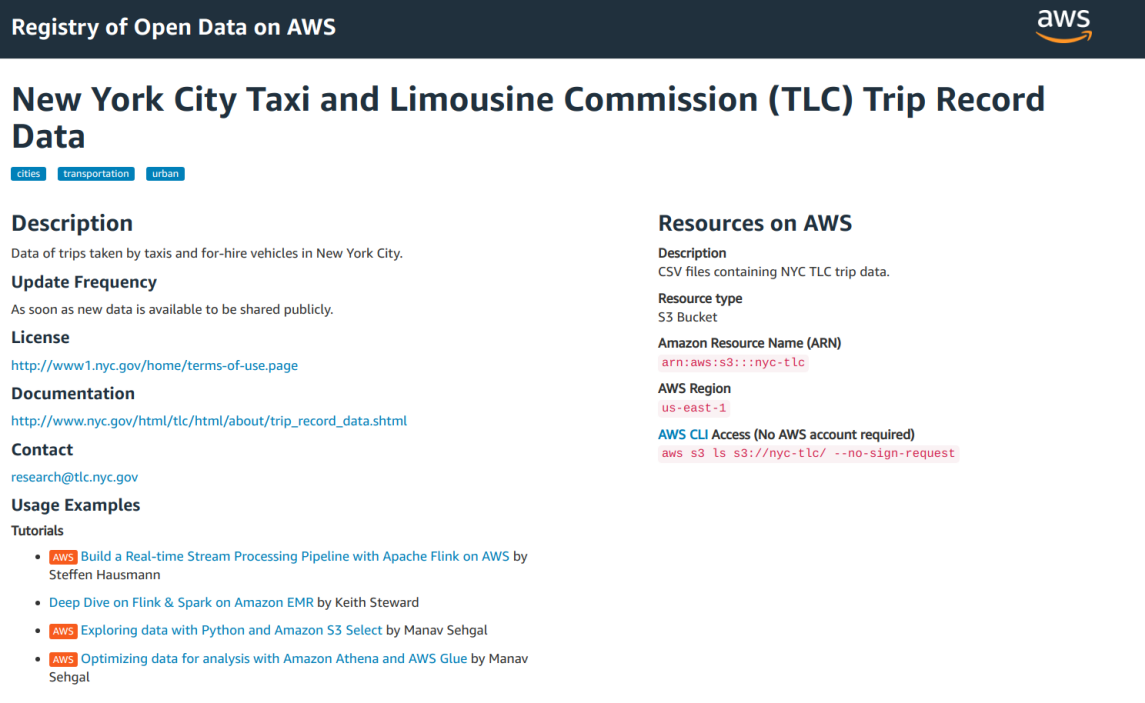 Registry of Open Data on AWS
aws
New York City Taxi and Limousine Commission (TLC) Trip Record
Data
cities transportation urban
Description
Data of trips taken by taxis and for-hire vehicles in New York City.
Update Frequency
As soon as new data is available to be shared publicly.
License
http://www1.nyc.gov/home/terms-of-use.page
Documentation
http://www.nyc.gov/html/tlc/html/about/trip_record_data.shtml
Contact
research@tlc.nyc.gov
Usage Examples
Tutorials
• AWS Build a Real-time Stream Processing Pipeline with Apache Flink on AWS by
Steffen Hausmann
• Deep Dive on Flink & Spark on Amazon EMR by Keith Steward
• AWS Exploring data with Python and Amazon S3 Select by Manav Sehgal
• AWS Optimizing data for analysis with Amazon Athena and AWS Glue by Manav
Sehgal
Resources on AWS
Description
CSV files containing NYC TLC trip data.
Resource type
S3 Bucket
Amazon Resource Name (ARN)
arn:aws:s3:::nyc-tlc
AWS Region
us-east-1
AWS CLI Access (No AWS account required)
aws s3 ls s3://nyc-tlc/ --no-sign-request